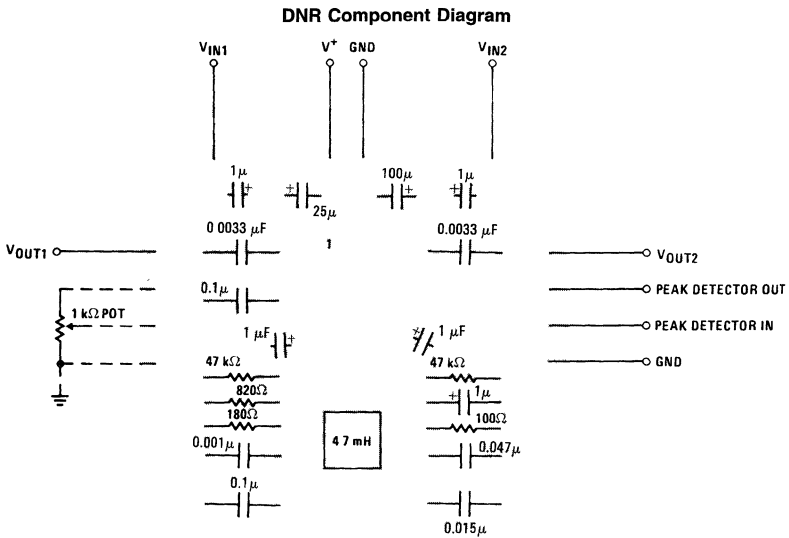 DNR Component Diagram
VIN1
V+ GND
VIN2
1μ
+
+
25μ
100μ
+
1μ
+
0 0033 μF
1
0.0033 μF
VOUT1
VOUT2
0.1μ
PEAK DETECTOR OUT
1 kΩ POT
PEAK DETECTOR IN
1 μF
+
+
1 μF
GND
47 kΩ
47 kΩ
820Ω
+
1μ
180Ω
100Ω
4 7 mH
0.001μ
0.047μ
0.1μ
0.015μ